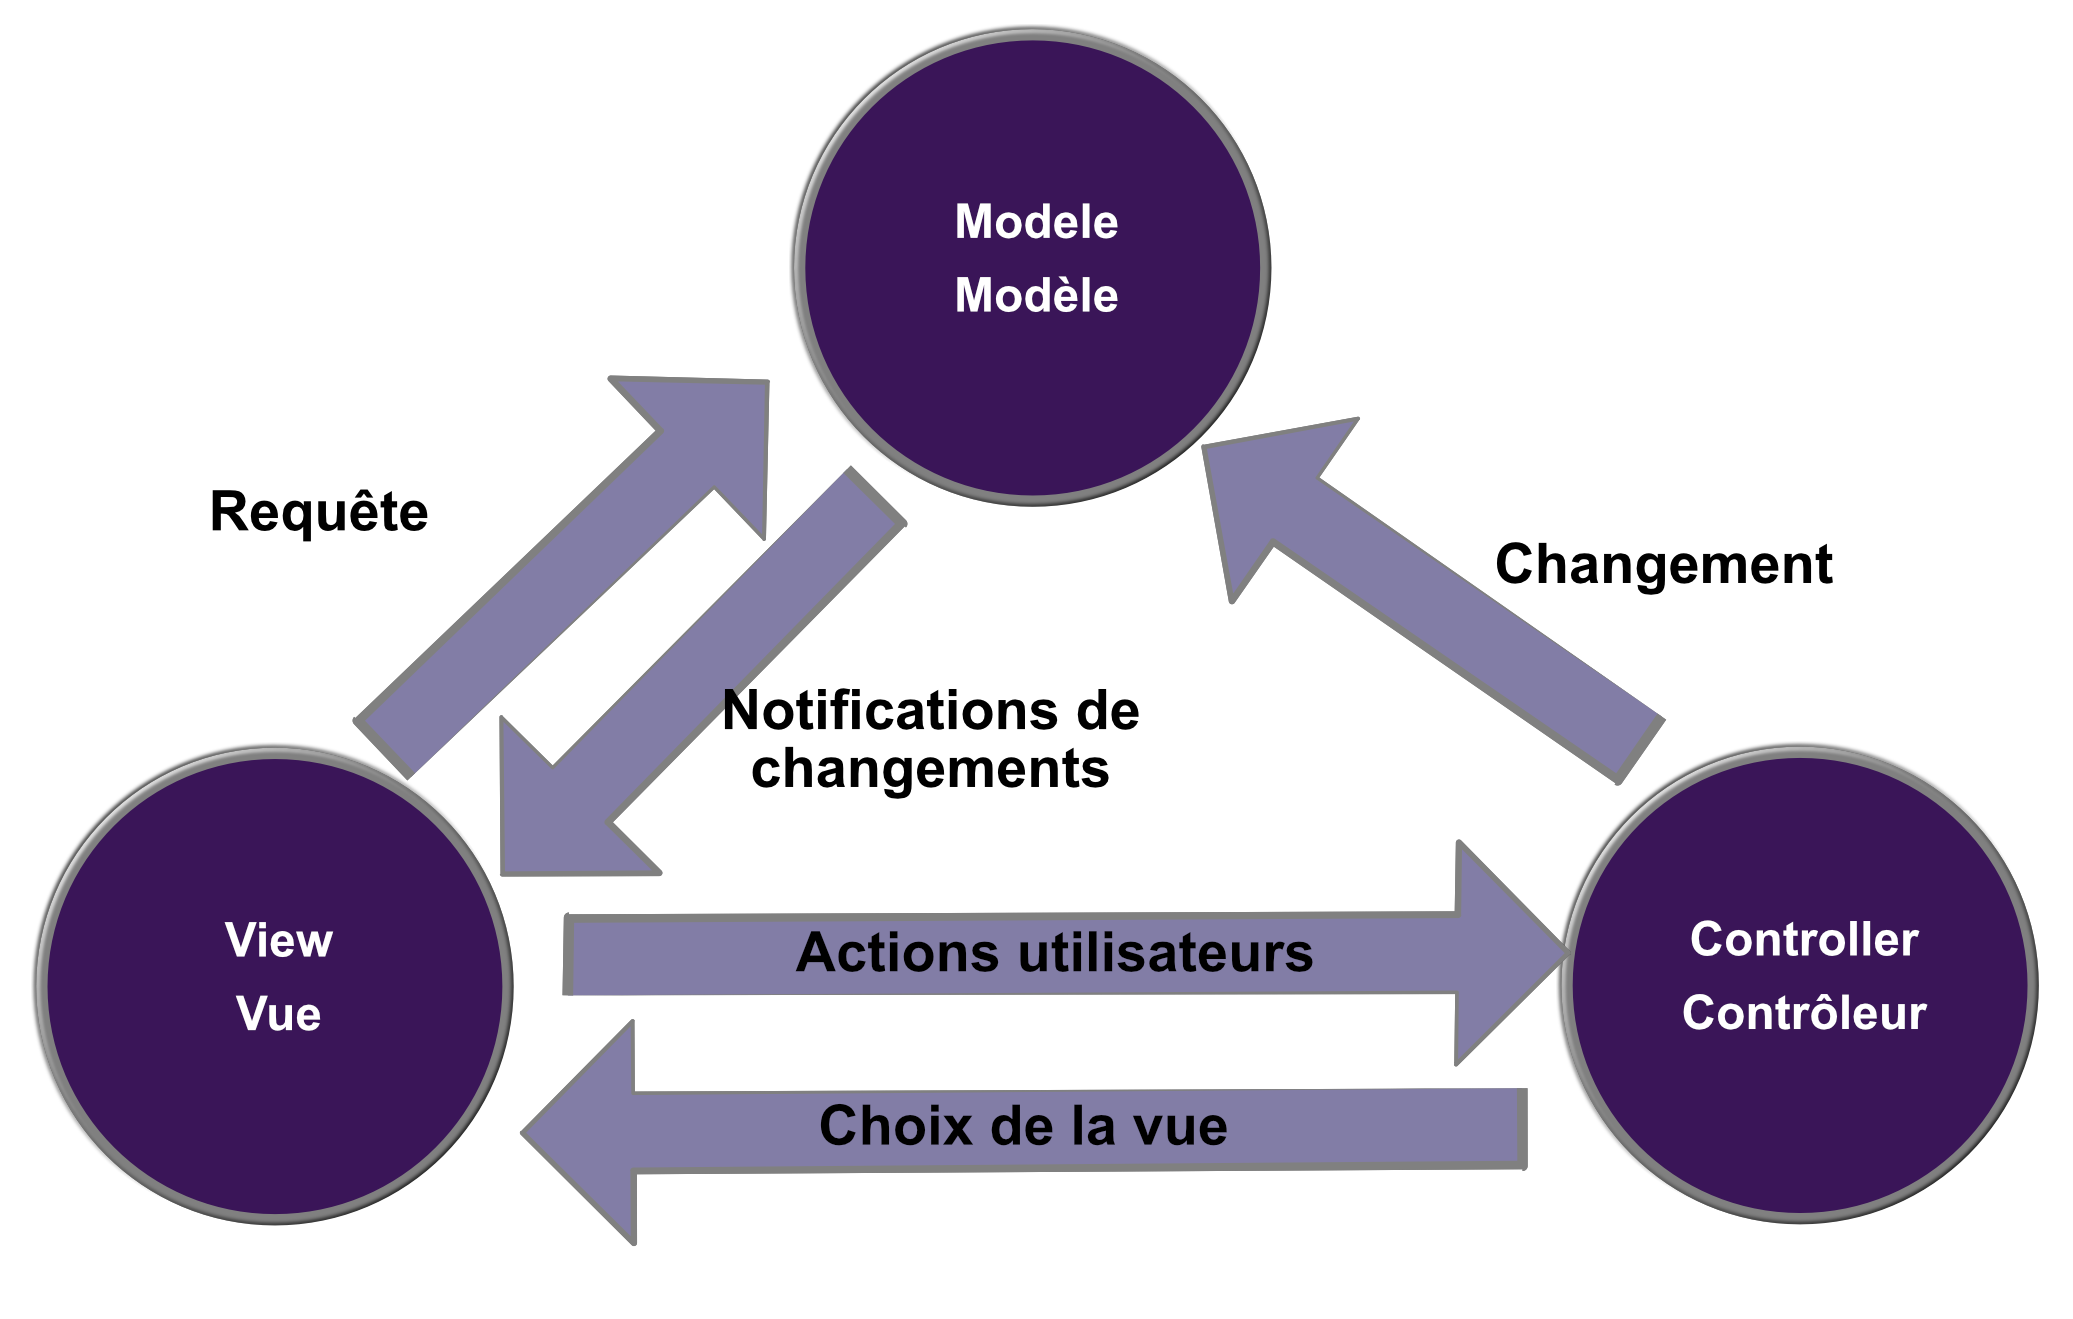 Modele
Modèle
Requête
Changement
Notifications de
changements
View
Vue
Actions utilisateurs
Controller
Contrôleur
Choix de la vue